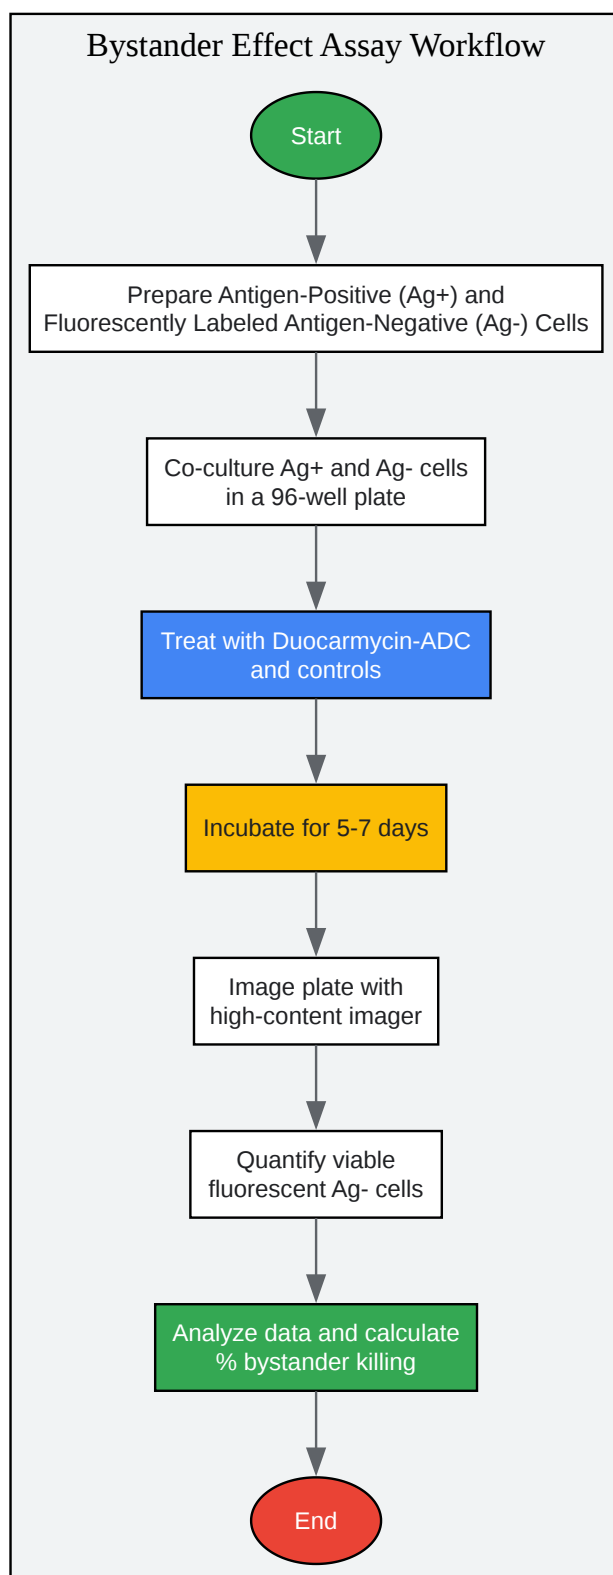 Bystander Effect Assay Workflow
Start
Prepare Antigen-Positive (Ag+) and
Fluorescently Labeled Antigen-Negative (Ag-) Cells
Co-culture Ag+ and Ag- cells
in a 96-well plate
Treat with Duocarmycin-ADC
and controls
Incubate for 5-7 days
Image plate with
high-content imager
Quantify viable
fluorescent Ag- cells
Analyze data and calculate
% bystander killing
End